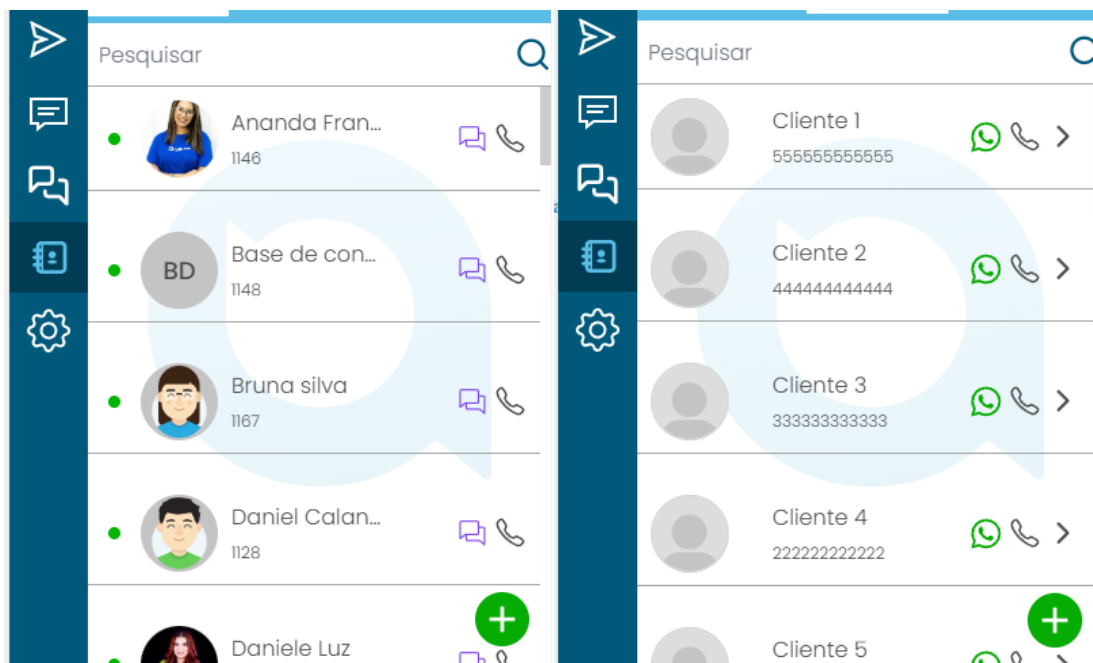 Pesquisar
Ananda Fran...
1146
BD
Base de con...
1148
Bruna silva
1167
Daniel Calan...
1128
Daniele Luz
Pesquisar
Cliente 1
555555555555
Cliente 2
444444444444
Cliente 3
333333333333
Cliente 4
222222222222
Cliente 5